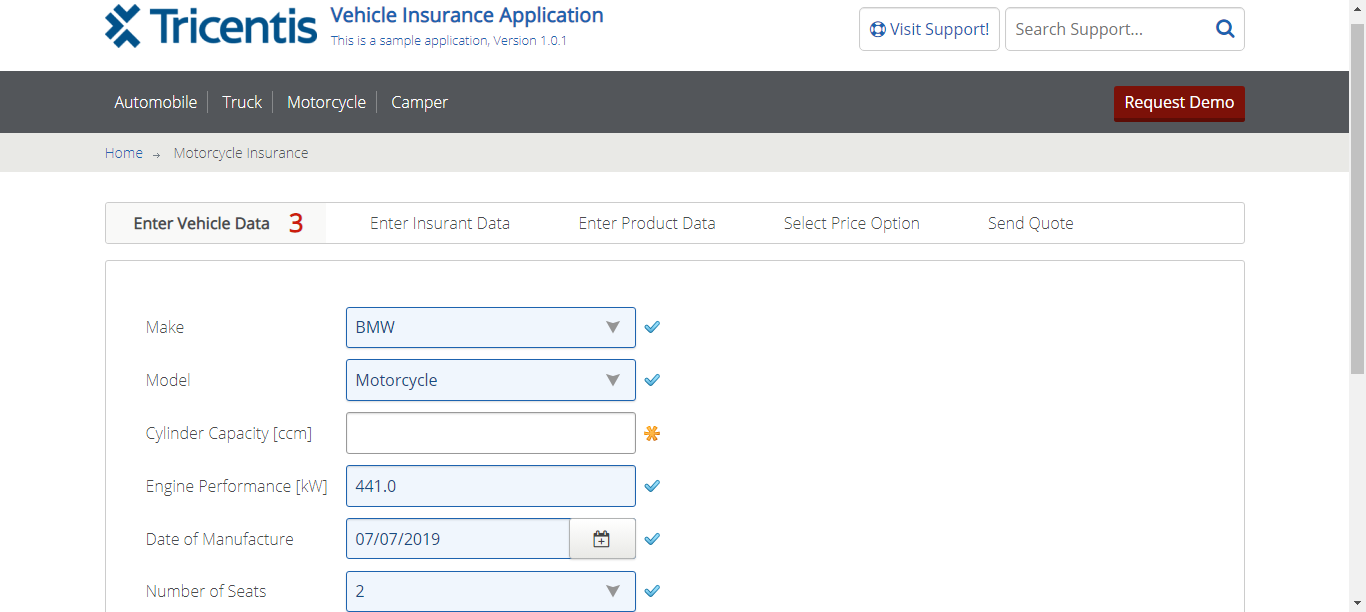 Tricentis Vehicle Insurance Application
This is a sample application, Version 1.0.1
Visit Support! Search Support...
Automobile Truck Motorcycle Camper Request Demo
Home → Motorcycle Insurance
Enter Vehicle Data 3 Enter Insurant Data Enter Product Data Select Price Option Send Quote
Make BMW
Model Motorcycle
Cylinder Capacity [ccm]
Engine Performance [kW] 441.0
Date of Manufacture 07/07/2019
Number of Seats 2